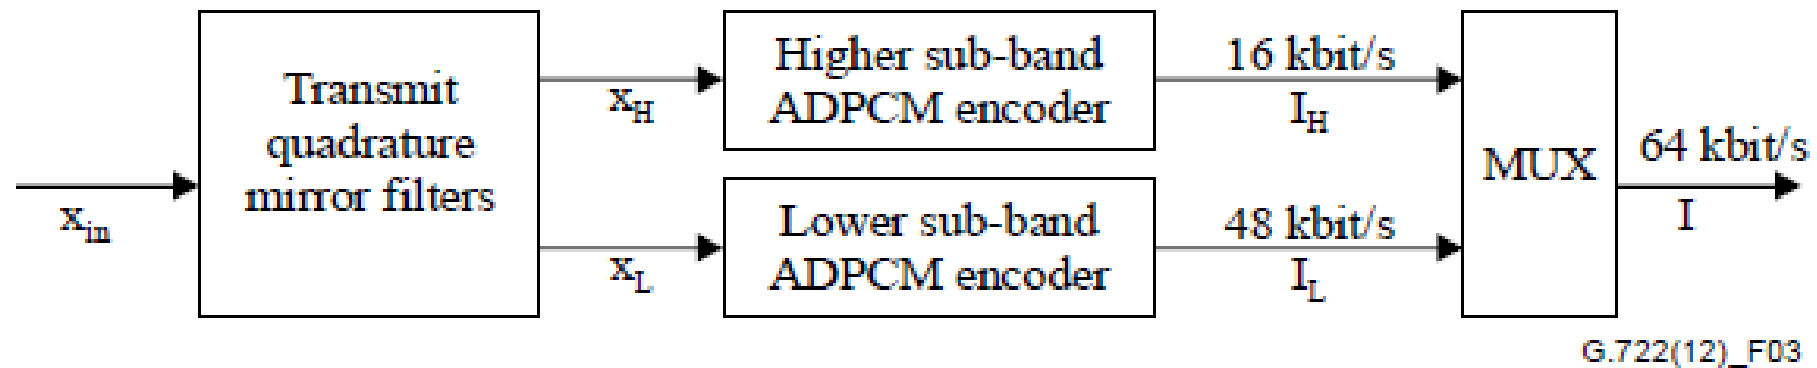 x_in
Transmit
quadrature
mirror filters
x_H
x_L
Higher sub-band
ADPCM encoder
Lower sub-band
ADPCM encoder
16 kbit/s
I_H
48 kbit/s
I_L
MUX
64 kbit/s
I
G.722(12)_F03